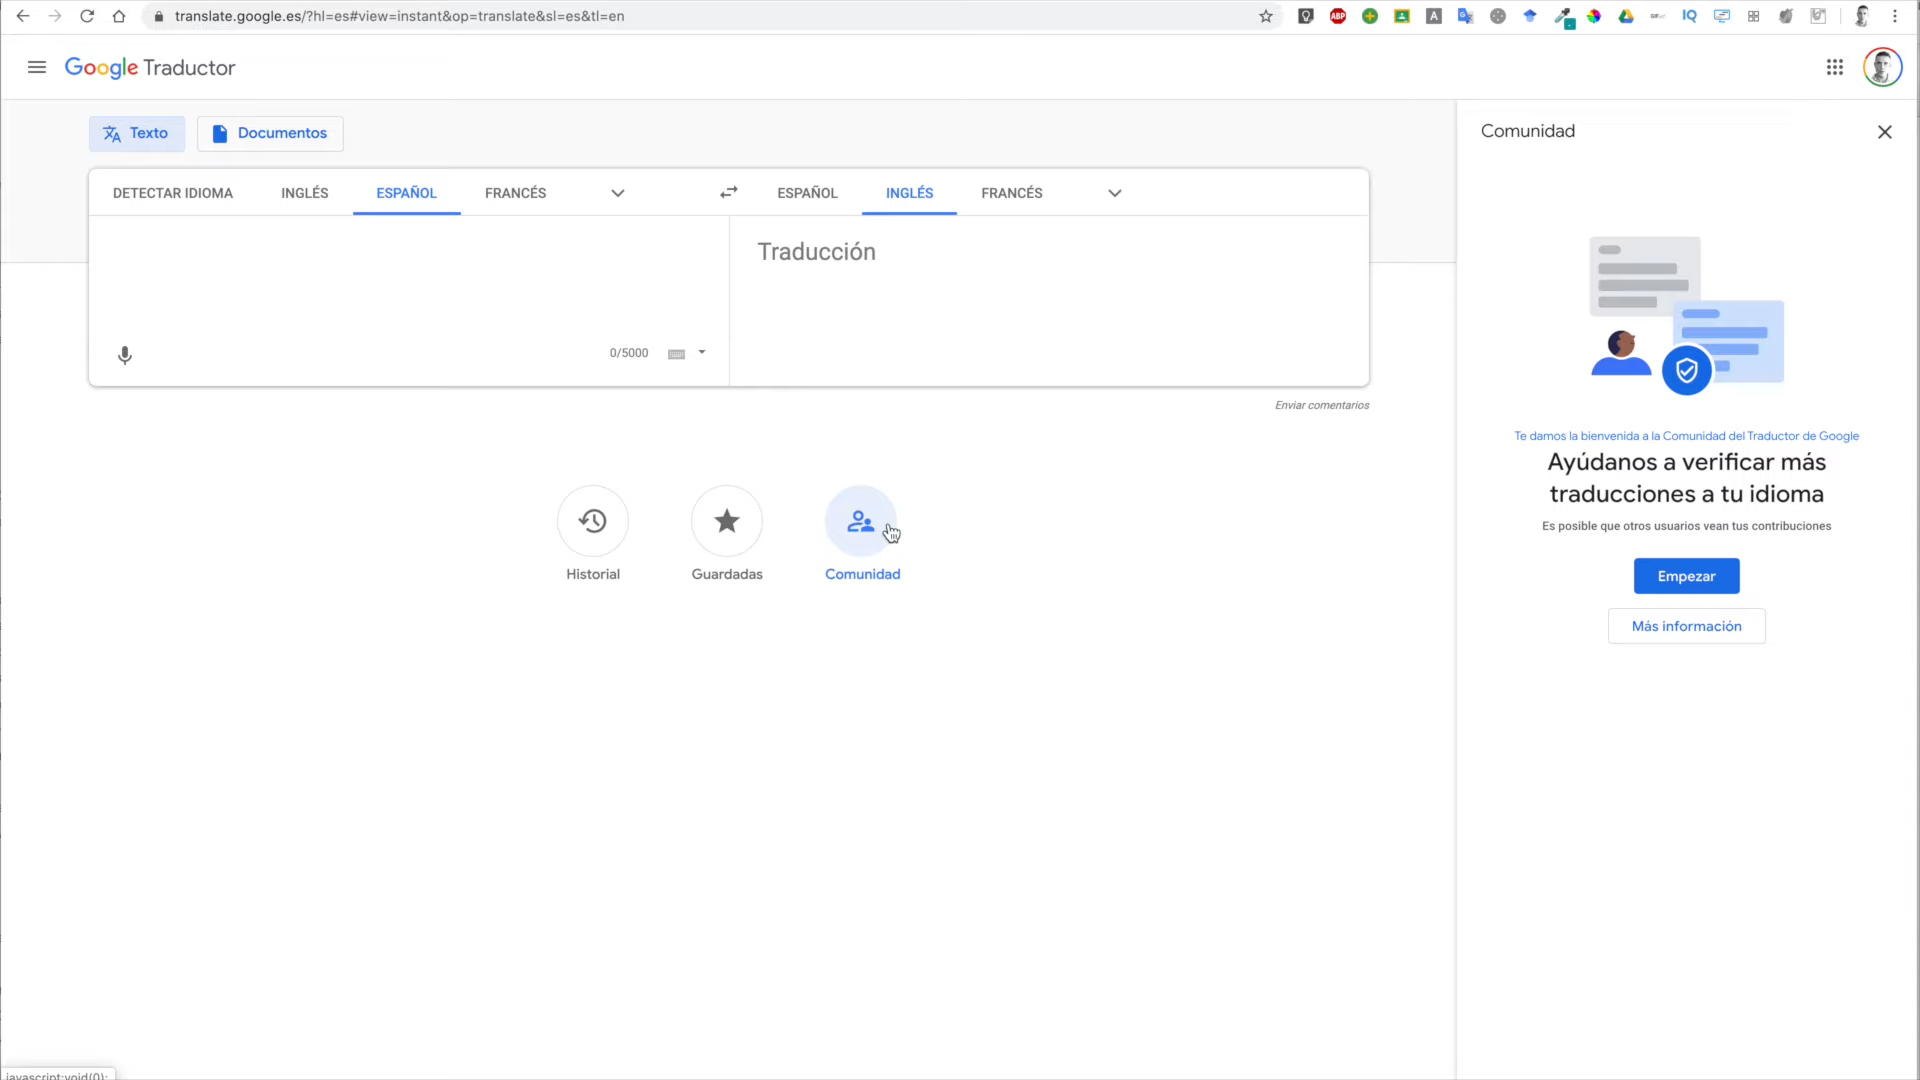 translate.google.es/?hl=es#view=instant&op=translate&sl=es&tl=en
ABP
A
IQ
Google Traductor
Texto
Documentos
Comunidad
DETECTAR IDIOMA
INGLÉS
ESPAÑOL
FRANCÉS
ESPAÑOL
INGLÉS
FRANCÉS
Traducción
0/5000
Enviar comentarios
Te damos la bienvenida a la Comunidad del Traductor de Google
Ayúdanos a verificar más
traducciones a tu idioma
Es posible que otros usuarios vean tus contribuciones
Historial
Guardadas
Comunidad
Empezar
Más información
javascript:void(0);